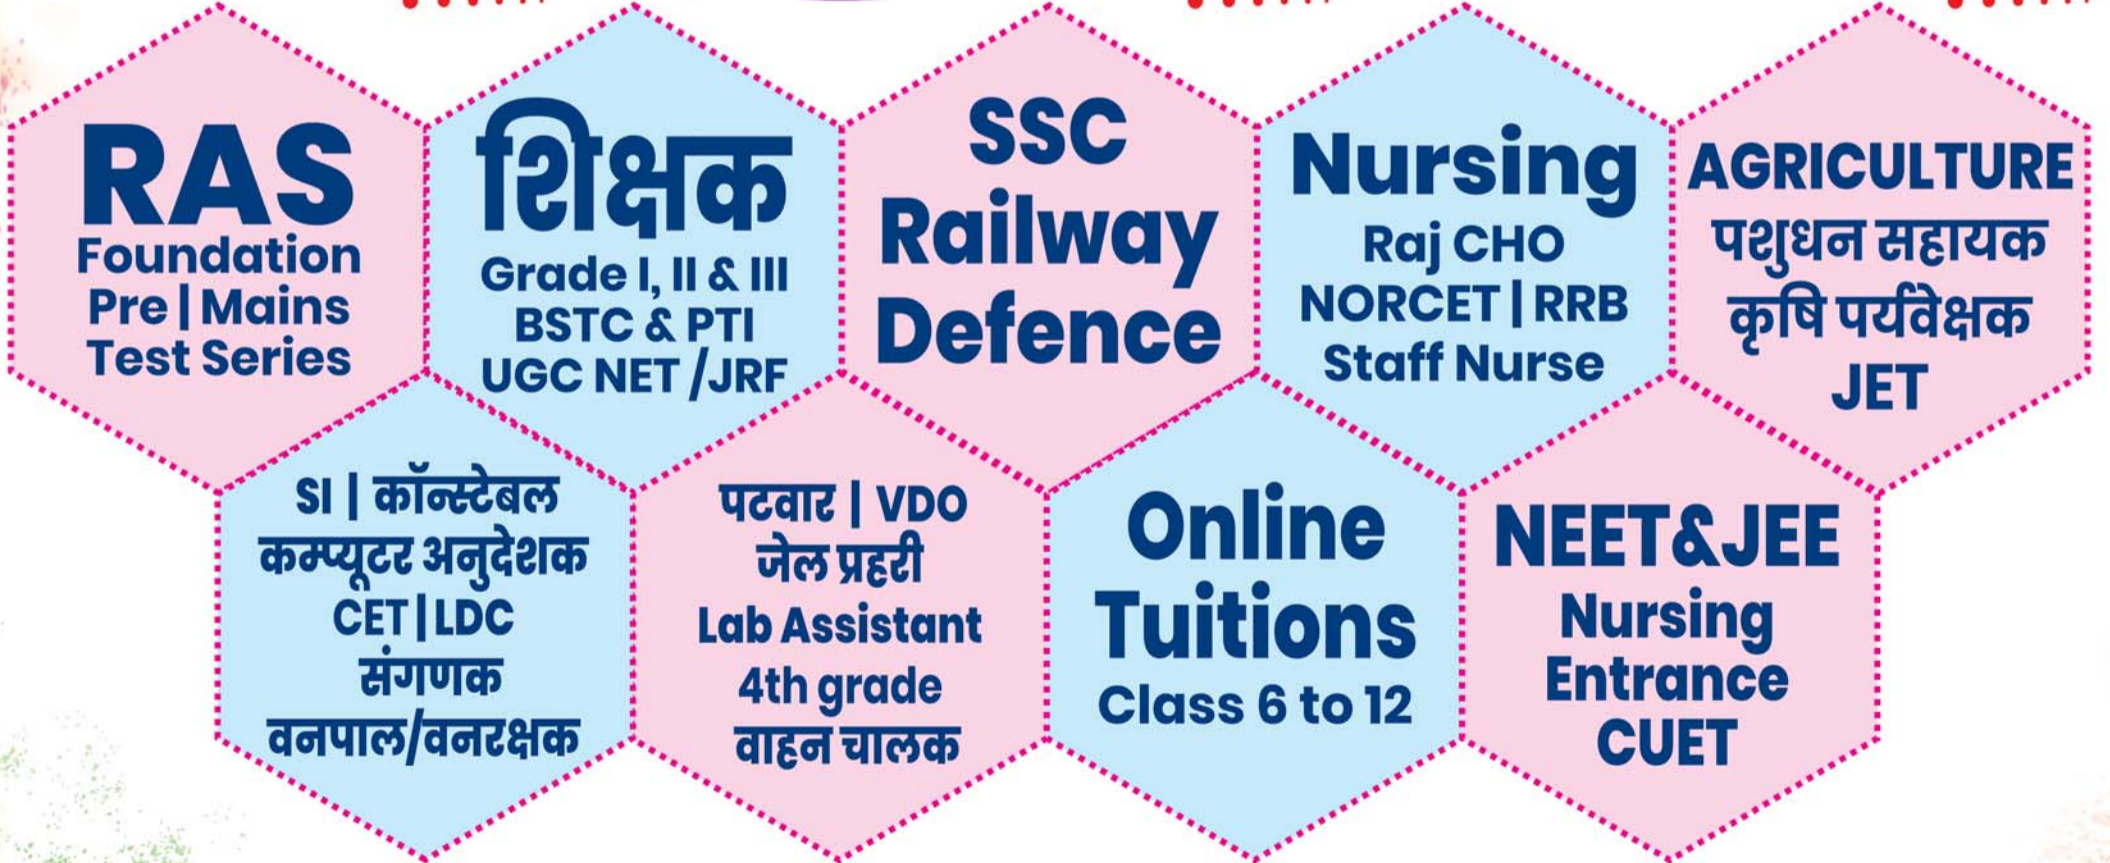 RAS
Foundation
Pre | Mains
Test Series
शिक्षक
Grade I, II & III
BSTC & PTI
UGC NET /JRF
SSC
Railway
Defence
Nursing
Raj CHO
NORCET | RRB
Staff Nurse
AGRICULTURE
पशुधन सहायक
कृषि पर्यवेक्षक
JET
SI | कॉन्स्टेबल
कम्प्यूटर अनुदेशक
CET | LDC
संगणक
वनपाल/वनरक्षक
पटवार | VDO
जेल प्रहरी
Lab Assistant
4th grade
वाहन चालक
Online
Tuitions
Class 6 to 12
NEET&JEE
Nursing
Entrance
CUET